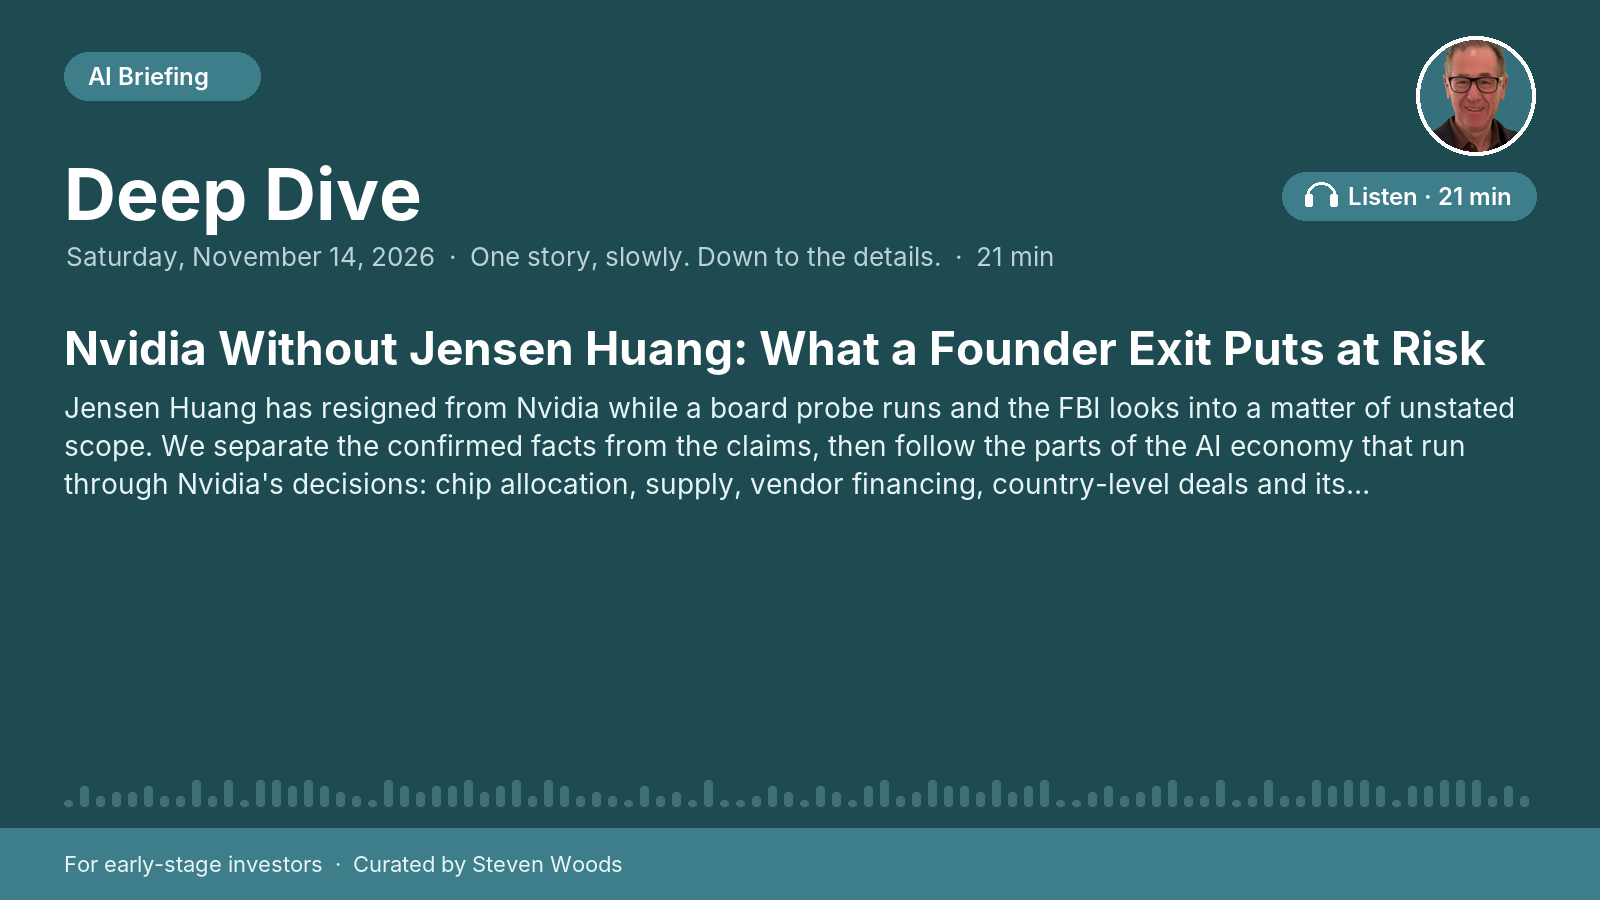 AI Briefing
Deep Dive
Listen · 21 min
Saturday, November 14, 2026 · One story, slowly. Down to the details. · 21 min
Nvidia Without Jensen Huang: What a Founder Exit Puts at Risk
Jensen Huang has resigned from Nvidia while a board probe runs and the FBI looks into a matter of unstated
scope. We separate the confirmed facts from the claims, then follow the parts of the AI economy that run
through Nvidia's decisions: chip allocation, supply, vendor financing, country-level deals and its...
For early-stage investors · Curated by Steven Woods